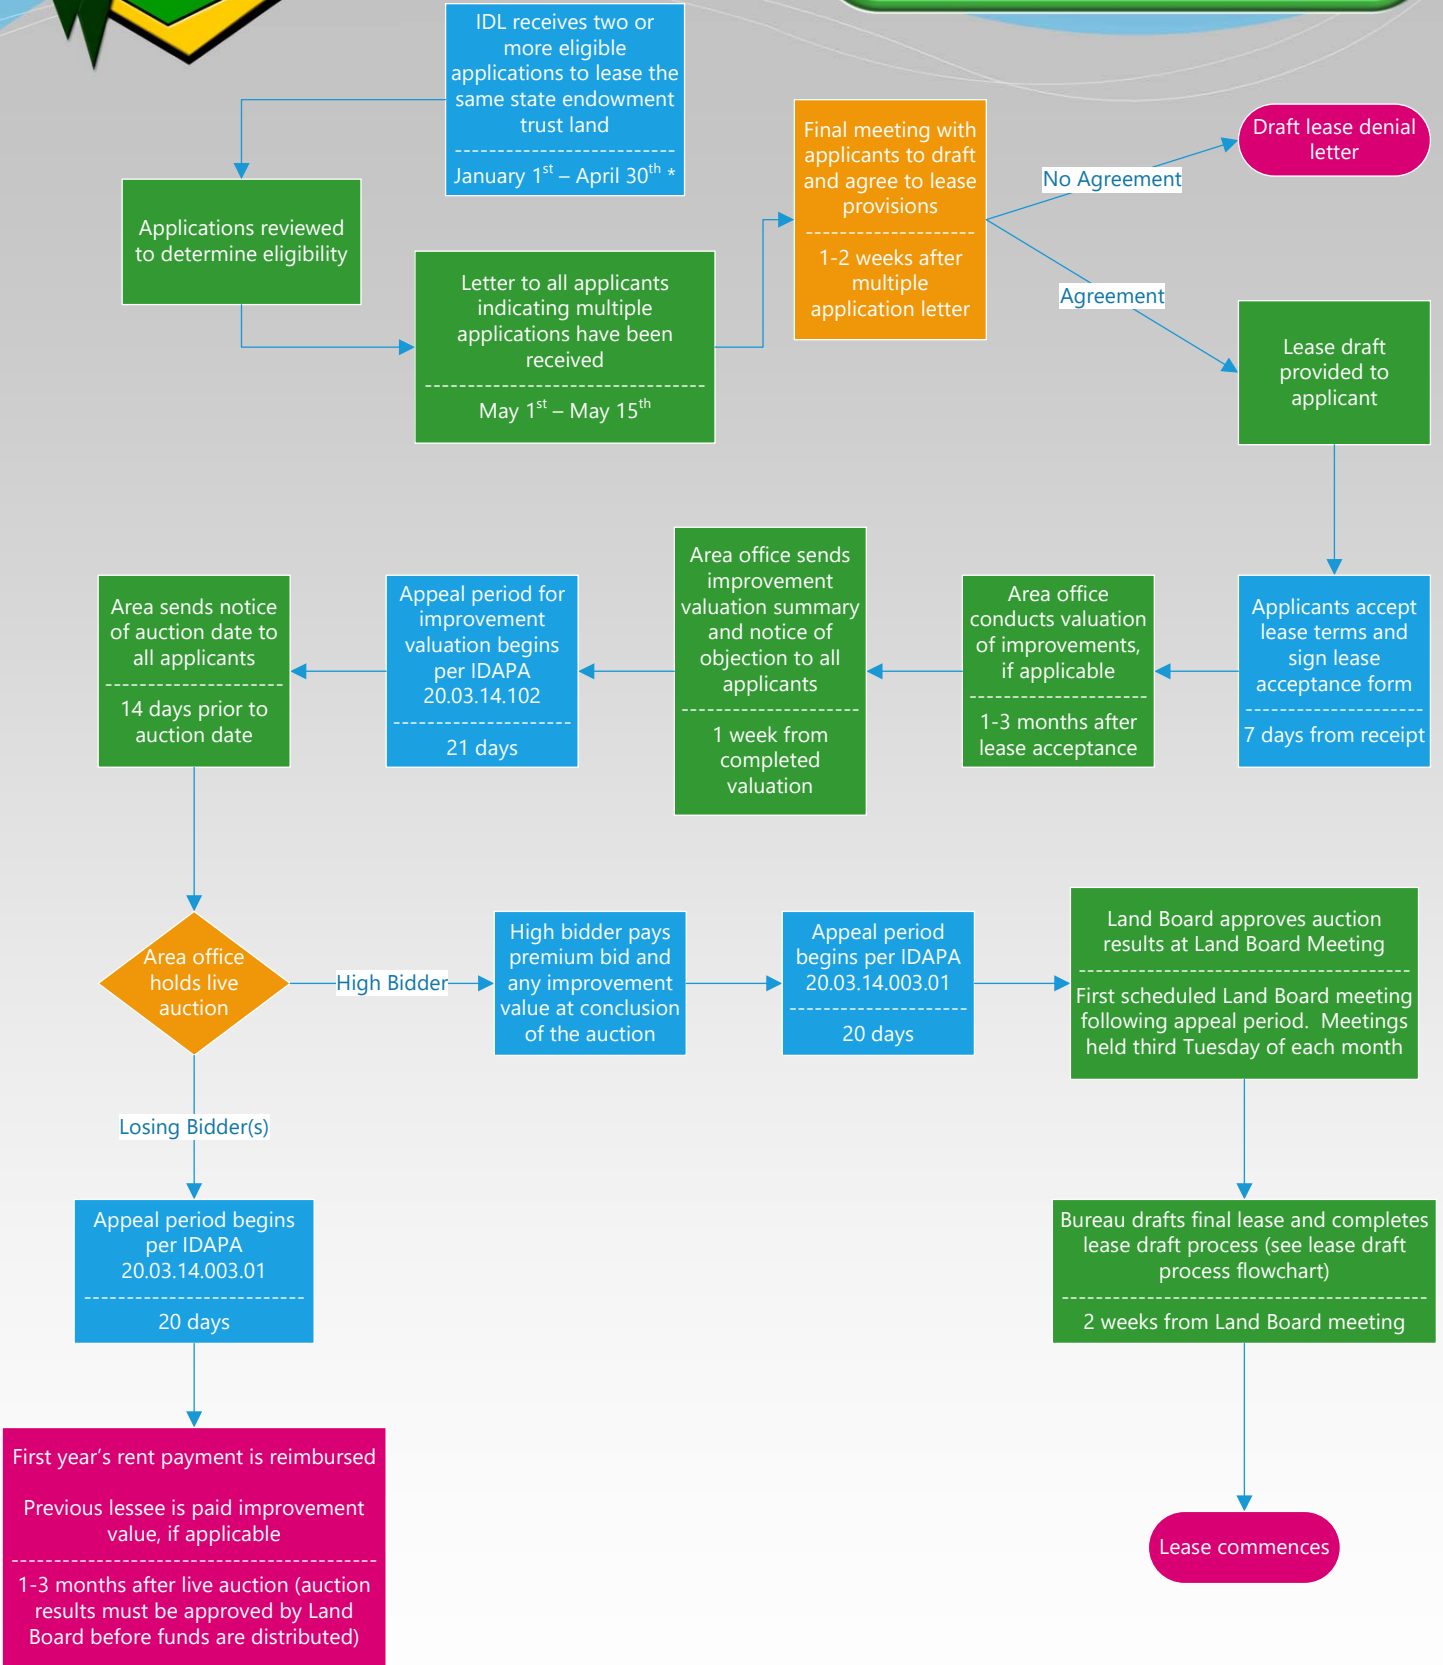 IDL receives two or
more eligible
applications to lease the
same state endowment
trust land
--------------------------
January 1st – April 30th *
Applications reviewed
to determine eligibility
Letter to all applicants
indicating multiple
applications have been
received
---------------------------------
May 1st – May 15th
Final meeting with
applicants to draft
and agree to lease
provisions
--------------------
1-2 weeks after
multiple
application letter
No Agreement
Draft lease denial
letter
Agreement
Lease draft
provided to
applicant
Applicants accept
lease terms and
sign lease
acceptance form
---------------------
7 days from receipt
Area office
conducts valuation
of improvements,
if applicable
---------------------
1-3 months after
lease acceptance
Area office sends
improvement
valuation summary
and notice of
objection to all
applicants
---------------------
1 week from
completed
valuation
Appeal period for
improvement
valuation begins
per IDAPA
20.03.14.102
---------------------
21 days
Area sends notice
of auction date to
all applicants
---------------------
14 days prior to
auction date
Area office
holds live
auction
High Bidder
High bidder pays
premium bid and
any improvement
value at conclusion
of the auction
Appeal period
begins per IDAPA
20.03.14.003.01
---------------------
20 days
Land Board approves auction
results at Land Board Meeting
---------------------------------------
First scheduled Land Board meeting
following appeal period. Meetings
held third Tuesday of each month
Bureau drafts final lease and completes
lease draft process (see lease draft
process flowchart)
-------------------------------------------
2 weeks from Land Board meeting
Lease commences
Losing Bidder(s)
Appeal period begins
per IDAPA
20.03.14.003.01
--------------------------
20 days
First year’s rent payment is reimbursed
Previous lessee is paid improvement
value, if applicable
-------------------------------------------
1-3 months after live auction (auction
results must be approved by Land
Board before funds are distributed)